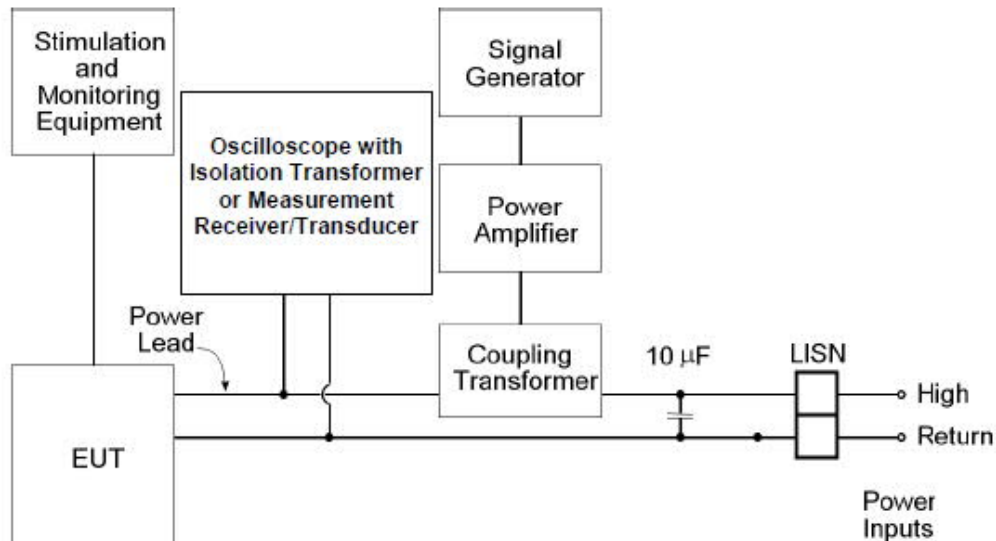 Stimulation
and
Monitoring
Equipment
Signal
Generator
Oscilloscope with
Isolation Transformer
or Measurement
Receiver/Transducer
Power
Amplifier
Power
Lead
Coupling
Transformer
10 μF
LISN
High
Return
EUT
Power
Inputs